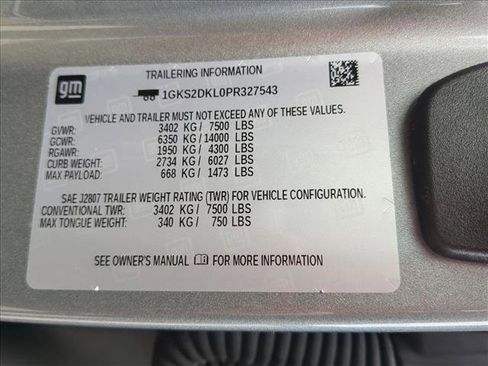 gm
TRAILERING INFORMATION
1GKS2DKL0PR327543
VEHICLE AND TRAILER MUST NOT EXCEED ANY OF THESE VALUES.
GVWR: 3402 KG / 7500 LBS
GCWR: 6350 KG / 14000 LBS
RGAWR: 1950 KG / 4300 LBS
CURB WEIGHT: 2734 KG / 6027 LBS
MAX PAYLOAD: 668 KG / 1473 LBS
SAE J2807 TRAILER WEIGHT RATING (TWR) FOR VEHICLE CONFIGURATION.
CONVENTIONAL TWR: 3402 KG / 7500 LBS
MAX TONGUE WEIGHT: 340 KG / 750 LBS
SEE OWNER'S MANUAL FOR MORE INFORMATION